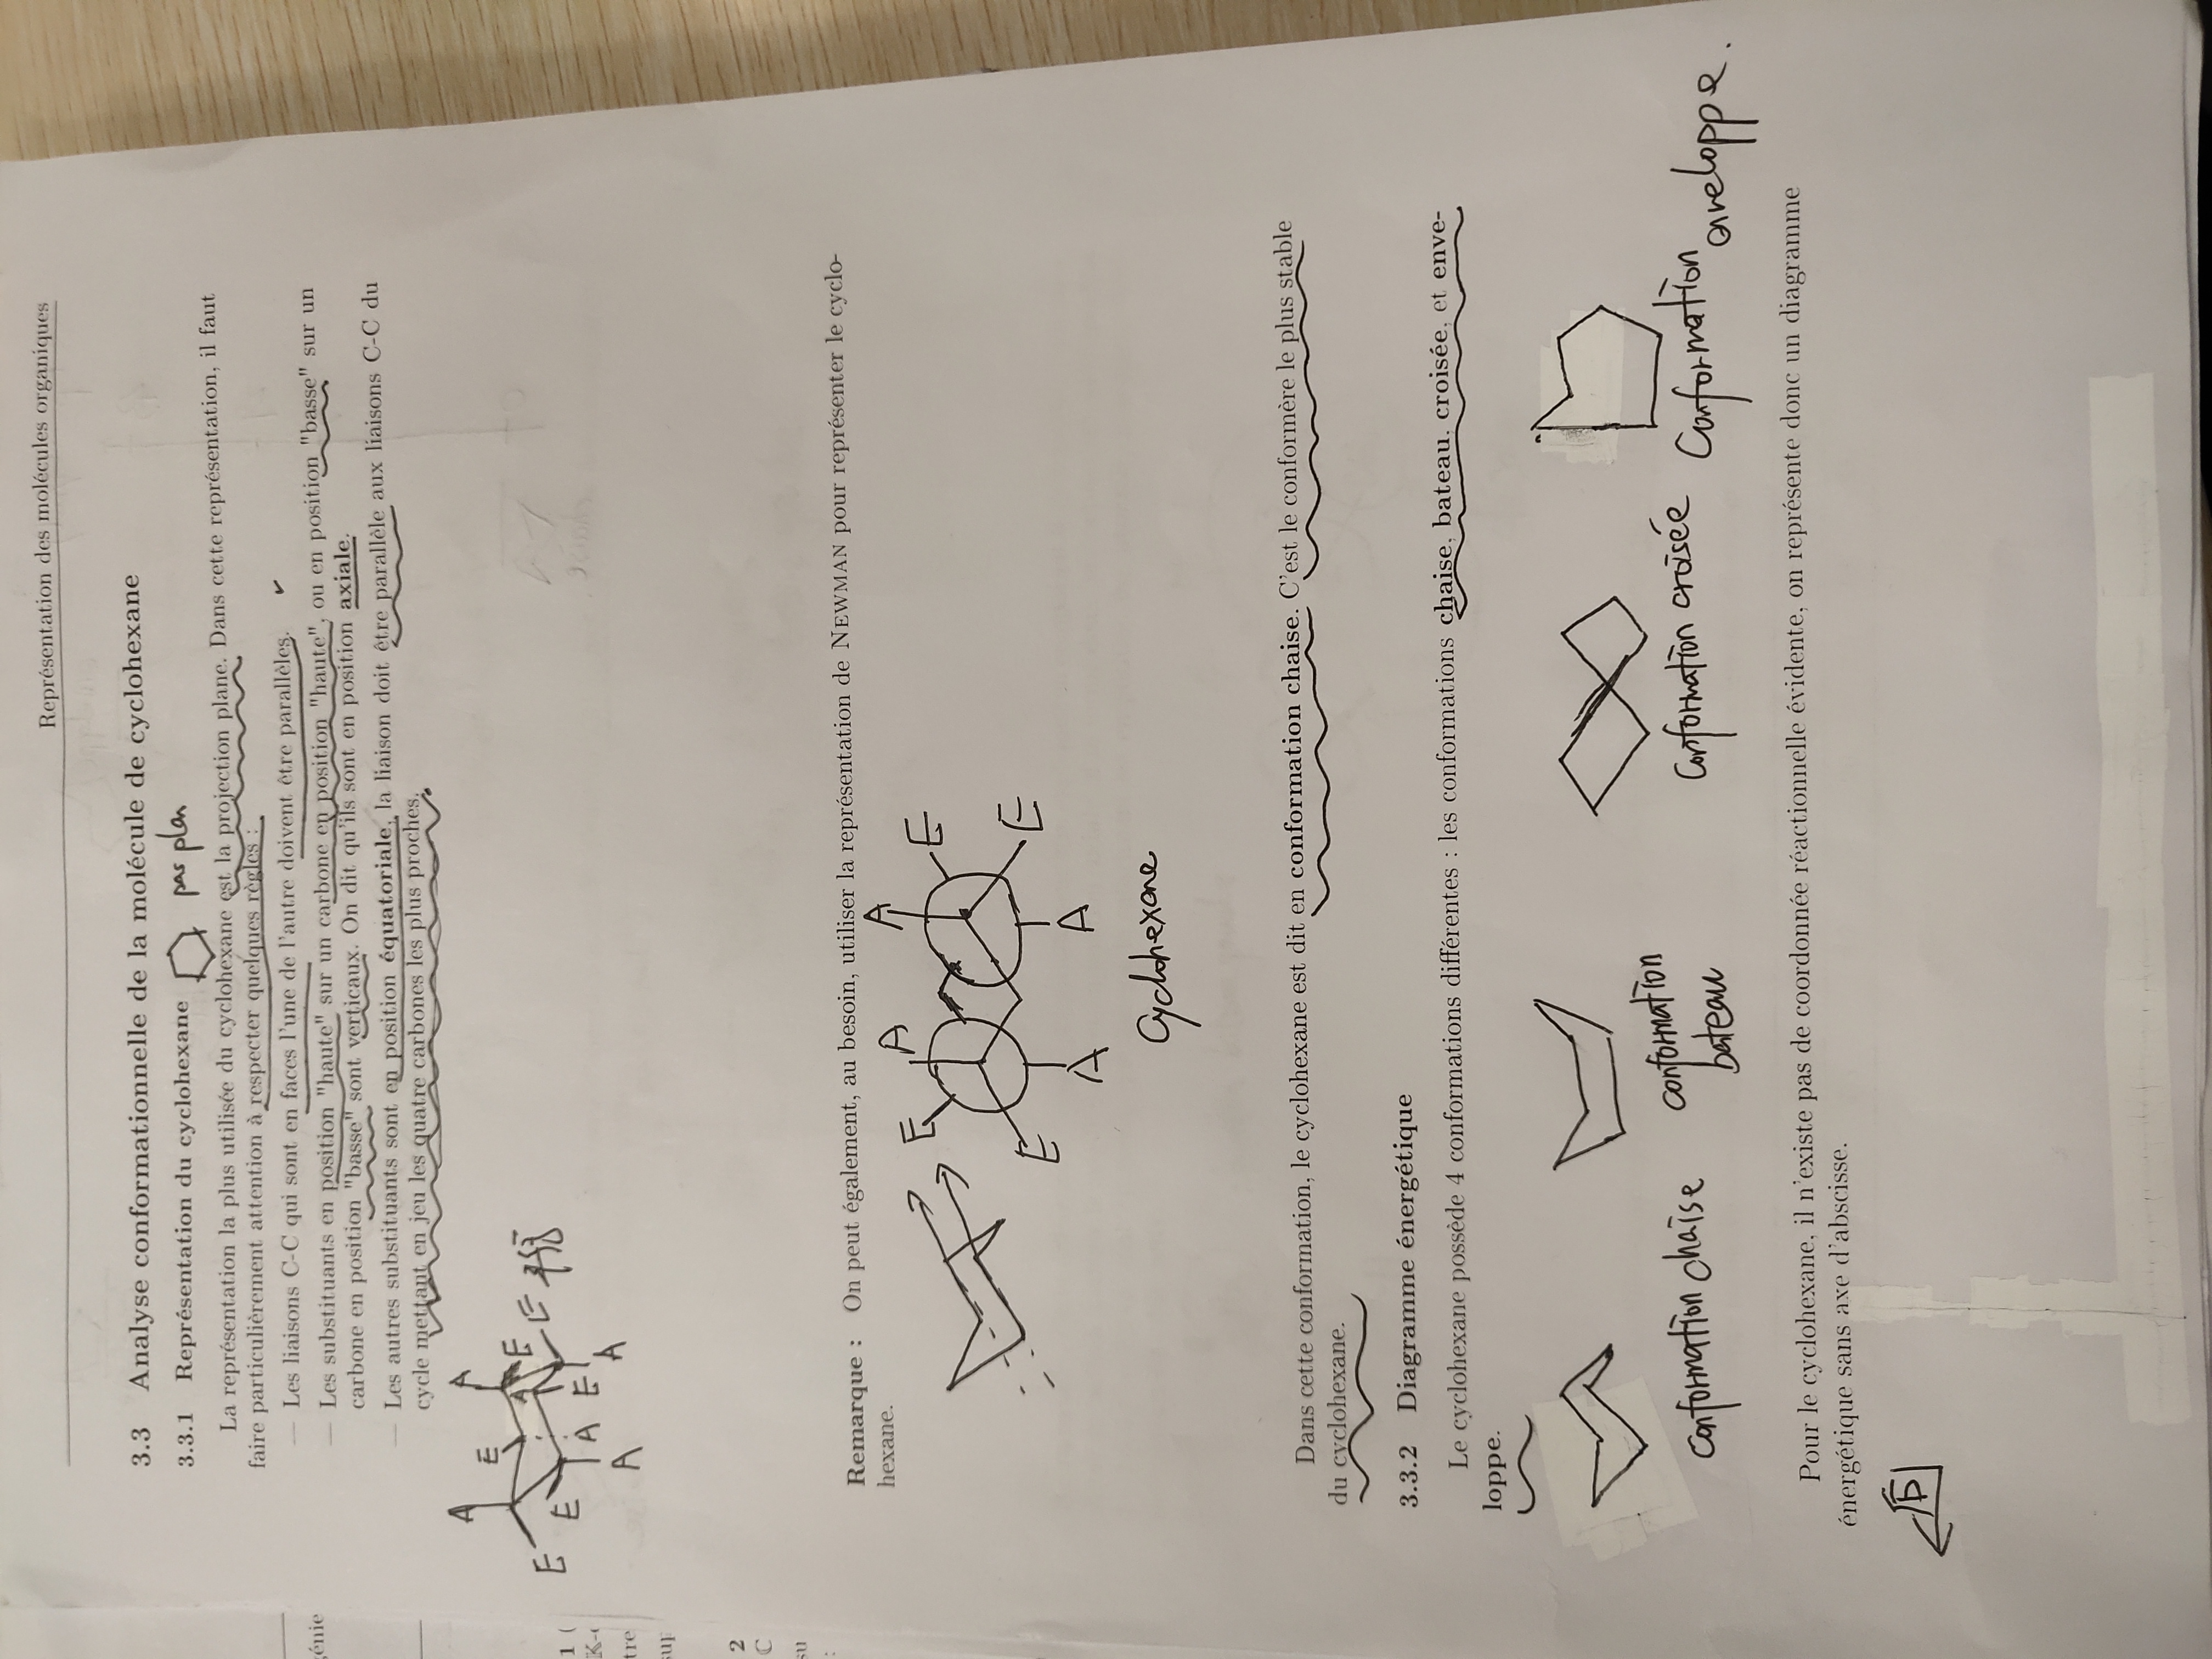 Représentation des molécules organiques
3.3 Analyse conformationnelle de la molécule de cyclohexane
3.3.1 Représentation du cyclohexane pas plan
La représentation la plus utilisée du cyclohexane est la projection plane. Dans cette représentation, il faut
faire particulièrement attention à respecter quelques règles :
— Les liaisons C-C qui sont en faces l'une de l'autre doivent être parallèles.
— Les substituants en position "haute" sur un carbone en position "haute", ou en position "basse" sur un
carbone en position "basse" sont verticaux. On dit qu'ils sont en position axiale.
— Les autres substituants sont en position équatoriale, la liaison doit être parallèle aux liaisons C-C du
cycle mettant en jeu les quatre carbones les plus proches.
A
A
E
E
E
E
A
A
E
E
A
A
Remarque : On peut également, au besoin, utiliser la représentation de NEWMAN pour représenter le cyclo-
hexane.
E
A
A
E
E
A
A
E
Cyclohexane
Dans cette conformation, le cyclohexane est dit en conformation chaise. C'est le conformère le plus stable
du cyclohexane.
3.3.2 Diagramme énergétique
Le cyclohexane possède 4 conformations différentes : les conformations chaise, bateau, croisée, et enve-
loppe.
conformation chaise
conformation
bateau
conformation croisée
Conformation enveloppe.
Pour le cyclohexane, il n'existe pas de coordonnée réactionnelle évidente, on représente donc un diagramme
énergétique sans axe d'abscisse.